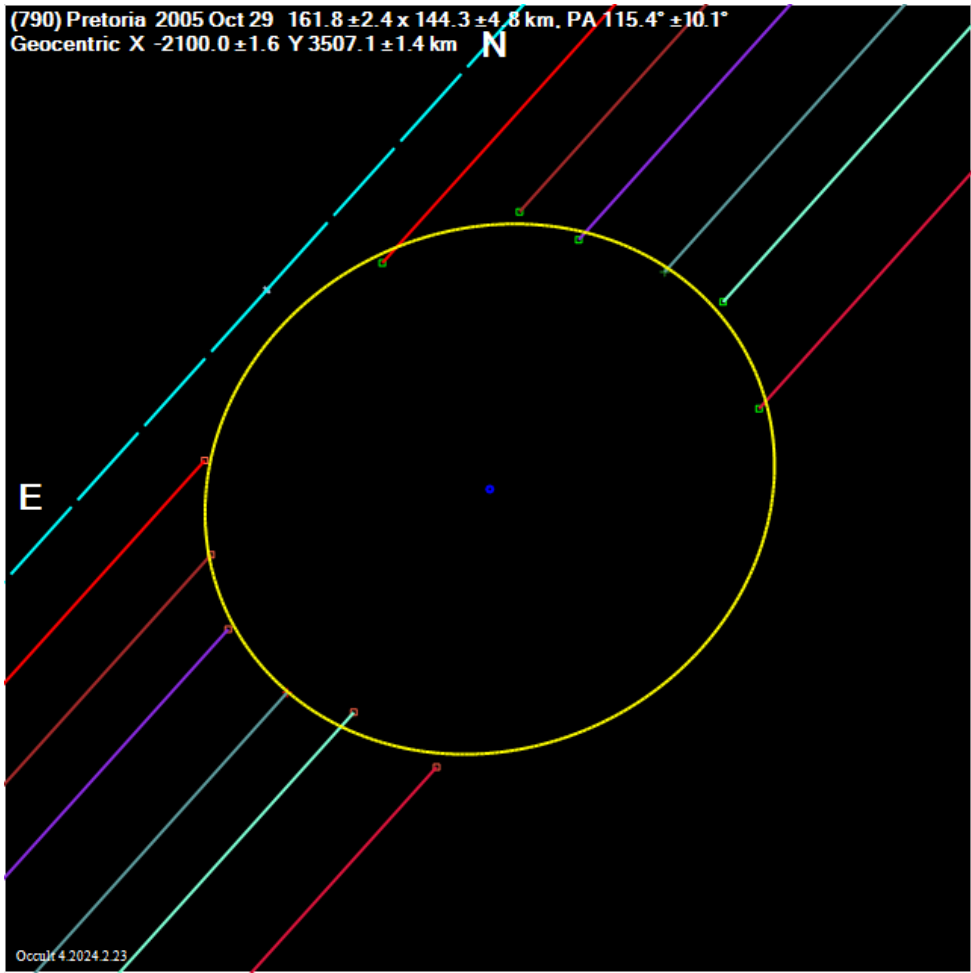 (790) Pretoria 2005 Oct 29 161.8 ±2.4 x 144.3 ±4.8 km, PA 115.4° ±10.1°
Geocentric X -2100.0 ±1.6 Y 3507.1 ±1.4 km
N
E
Occult 4.2024.2.23